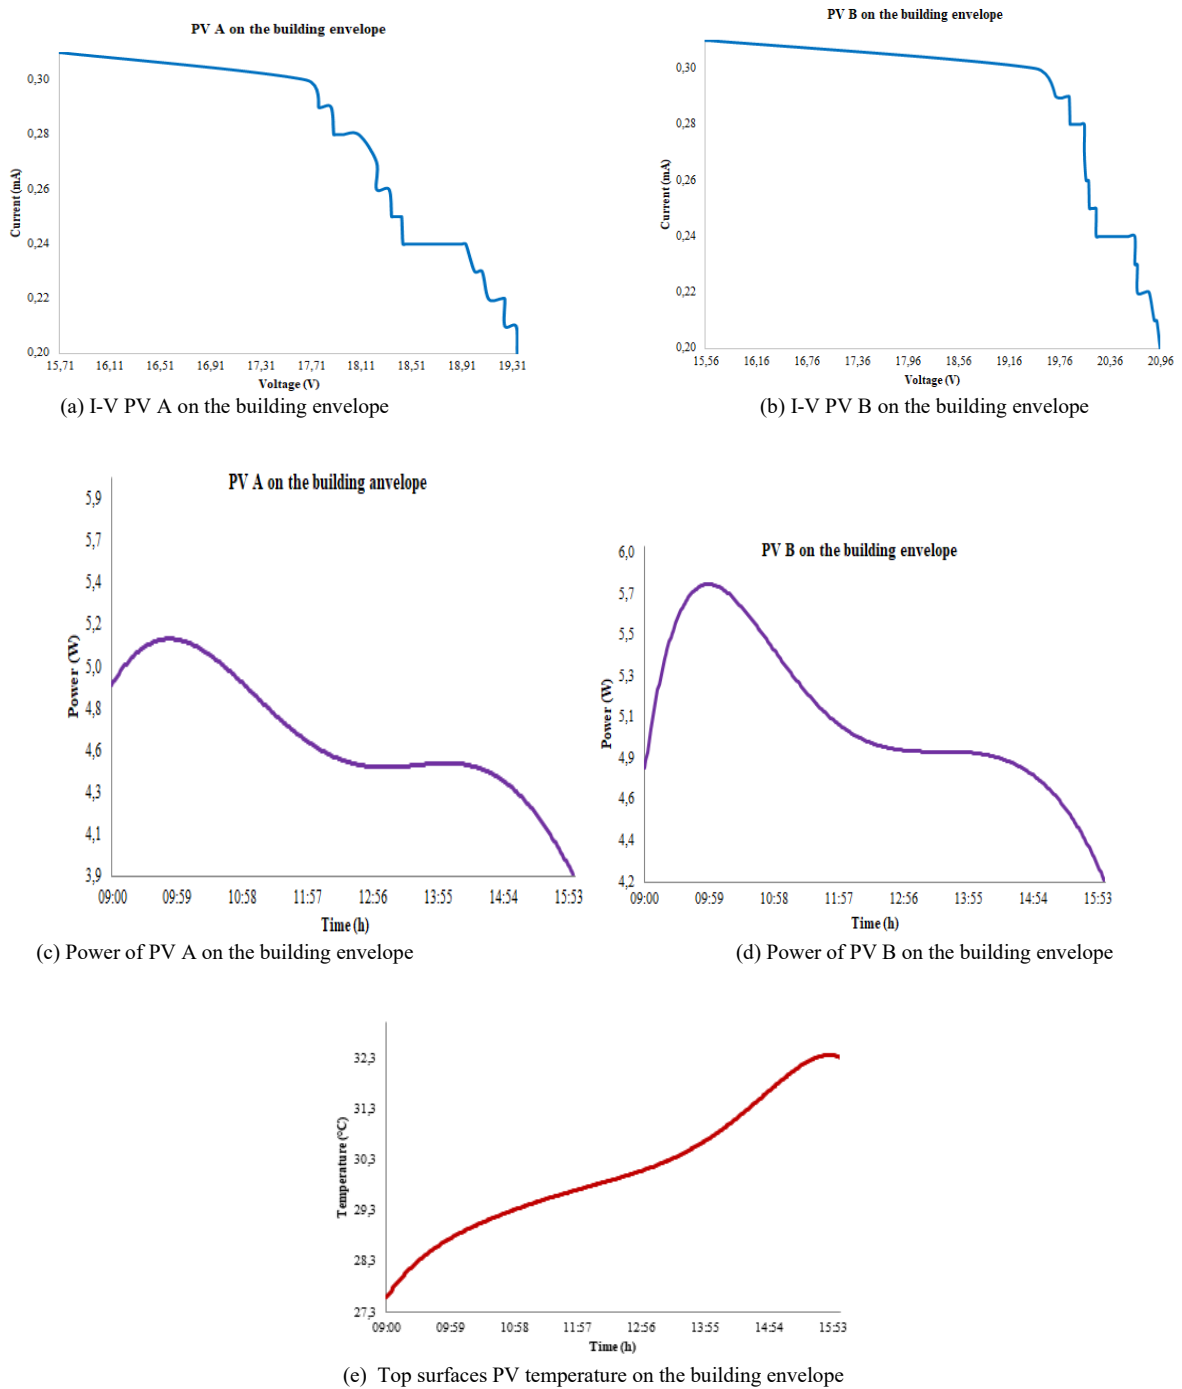 PV A on the building envelope
0,30
0,28
0,26
0,24
0,22
0,20
Current (mA)
15,71 16,11 16,51 16,91 17,31 17,71 18,11 18,51 18,91 19,31
Voltage (V)
(a) I-V PV A on the building envelope
PV B on the building envelope
0,30
0,28
0,26
0,24
0,22
0,20
Current (mA)
15,56 16,16 16,76 17,36 17,96 18,56 19,16 19,76 20,36 20,96
Voltage (V)
(b) I-V PV B on the building envelope
PV A on the building anvelope
5,9
5,7
5,4
5,2
5,0
4,8
4,6
4,3
4,1
3,9
Power (W)
09:00 09:59 10:58 11:57 12:56 13:55 14:54 15:53
Time (h)
(c) Power of PV A on the building envelope
PV B on the building envelope
6,0
5,7
5,5
5,3
5,1
4,9
4,6
4,4
4,2
Power (W)
09:00 09:59 10:58 11:57 12:56 13:55 14:54 15:53
Time (h)
(d) Power of PV B on the building envelope
32,3
31,3
30,3
29,3
28,3
27,3
Temperature (°C)
09:00 09:59 10:58 11:57 12:56 13:55 14:54 15:53
Time (h)
(e) Top surfaces PV temperature on the building envelope